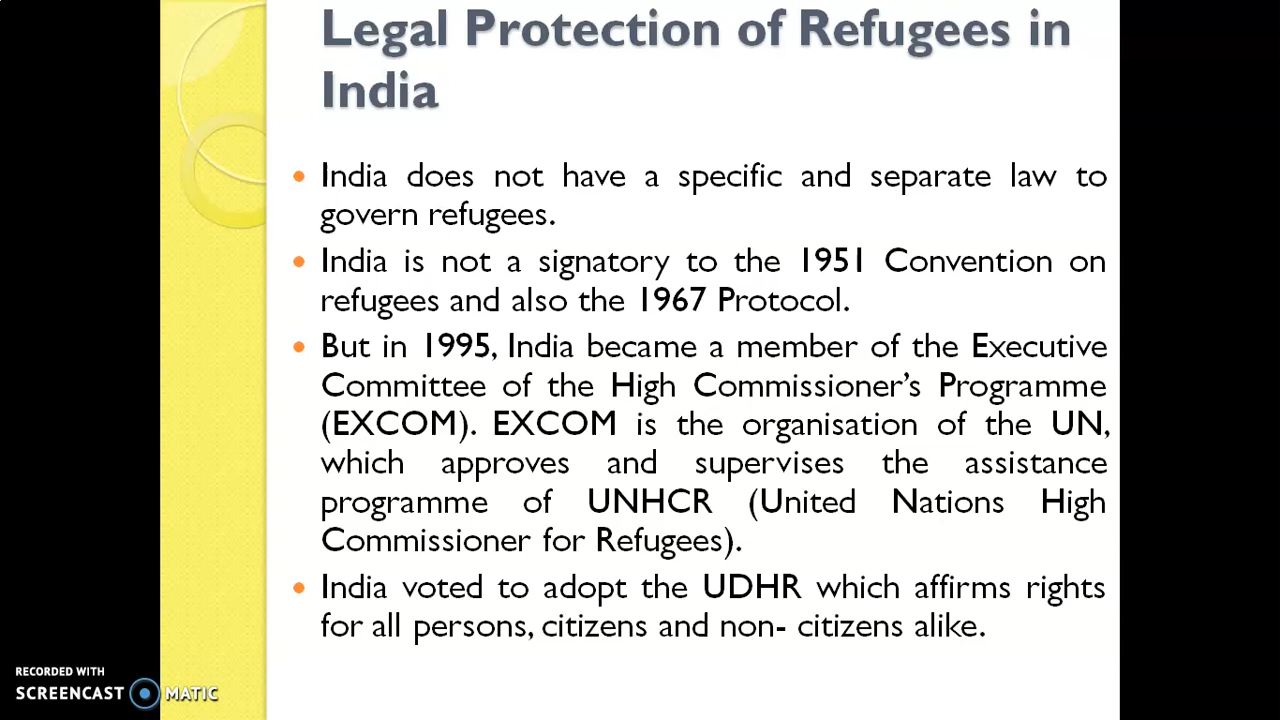 Legal Protection of Refugees in
India
• India does not have a specific and separate law to
govern refugees.
• India is not a signatory to the 1951 Convention on
refugees and also the 1967 Protocol.
• But in 1995, India became a member of the Executive
Committee of the High Commissioner's Programme
(EXCOM). EXCOM is the organisation of the UN,
which approves and supervises the assistance
programme of UNHCR (United Nations High
Commissioner for Refugees).
• India voted to adopt the UDHR which affirms rights
for all persons, citizens and non- citizens alike.
RECORDED WITH
SCREENCAST MATIC